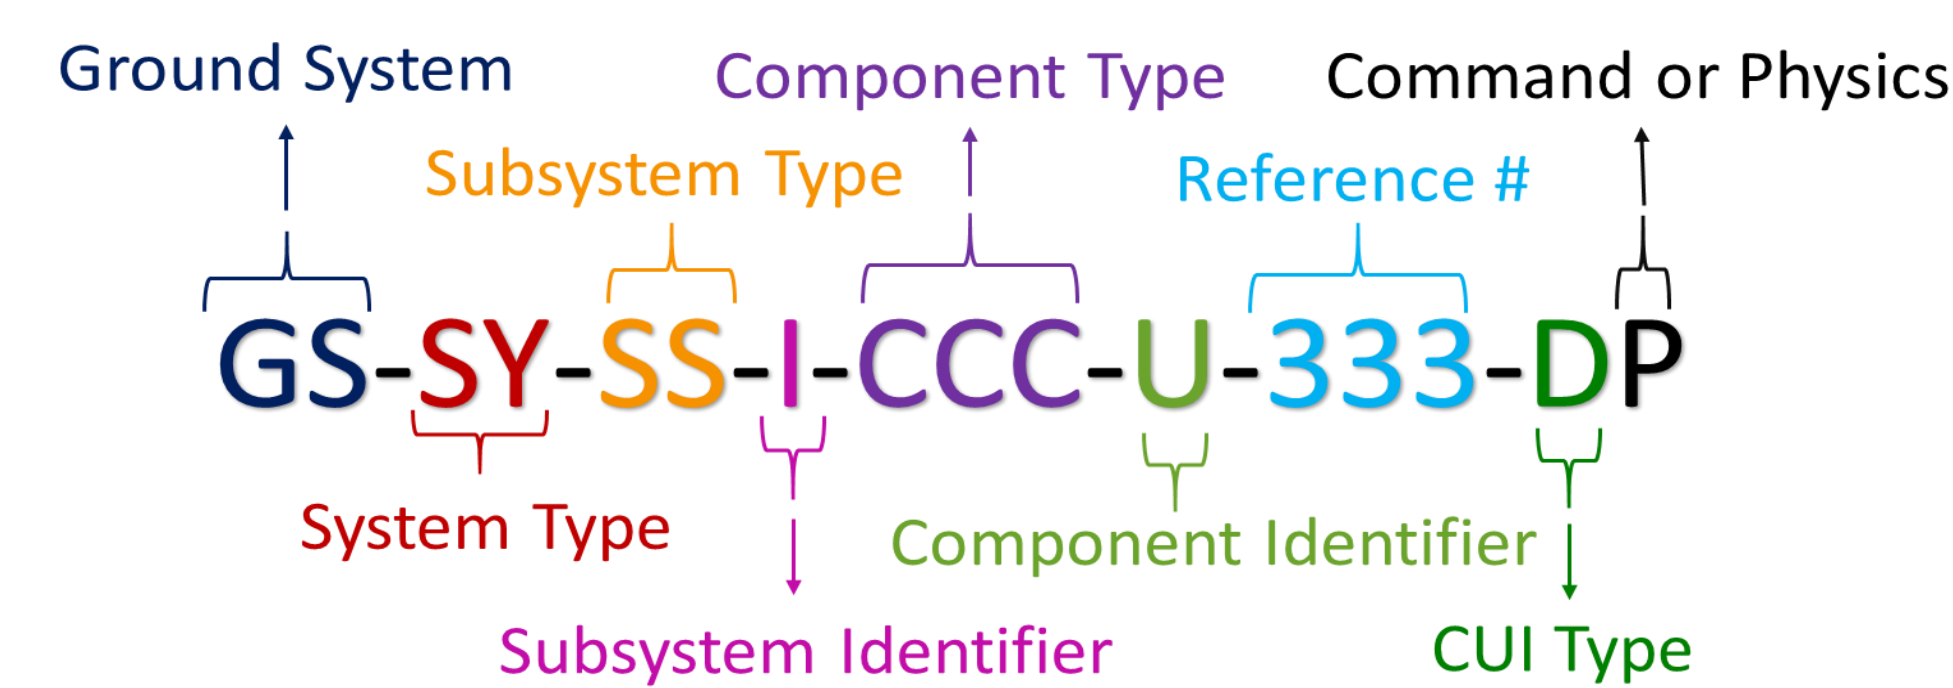 Ground System
Component Type
Command or Physics
Subsystem Type
Reference #
GS-SY-SS-I-CCC-U-333-DP
System Type
Component Identifier
Subsystem Identifier
CUI Type